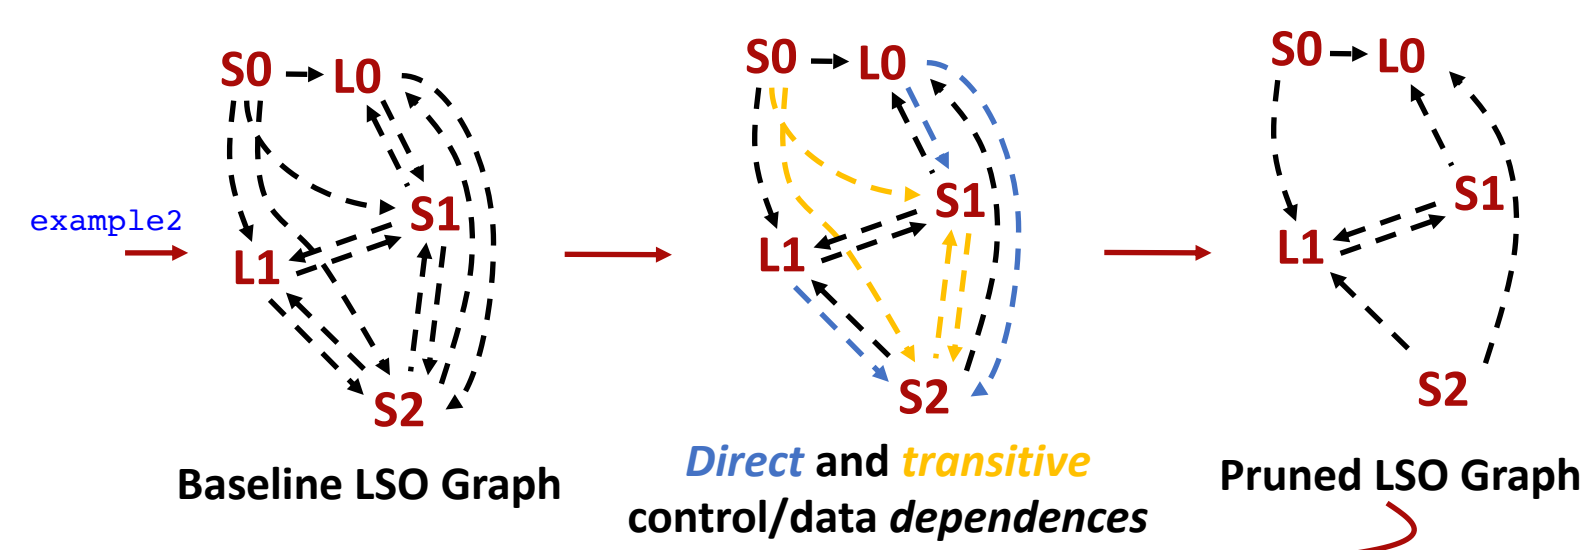 S0 L0
S1
example2
L1
S2
Baseline LSO Graph
S0 L0
S1
L1
S2
Direct and transitive
control/data dependences
S0 L0
S1
L1
S2
Pruned LSO Graph